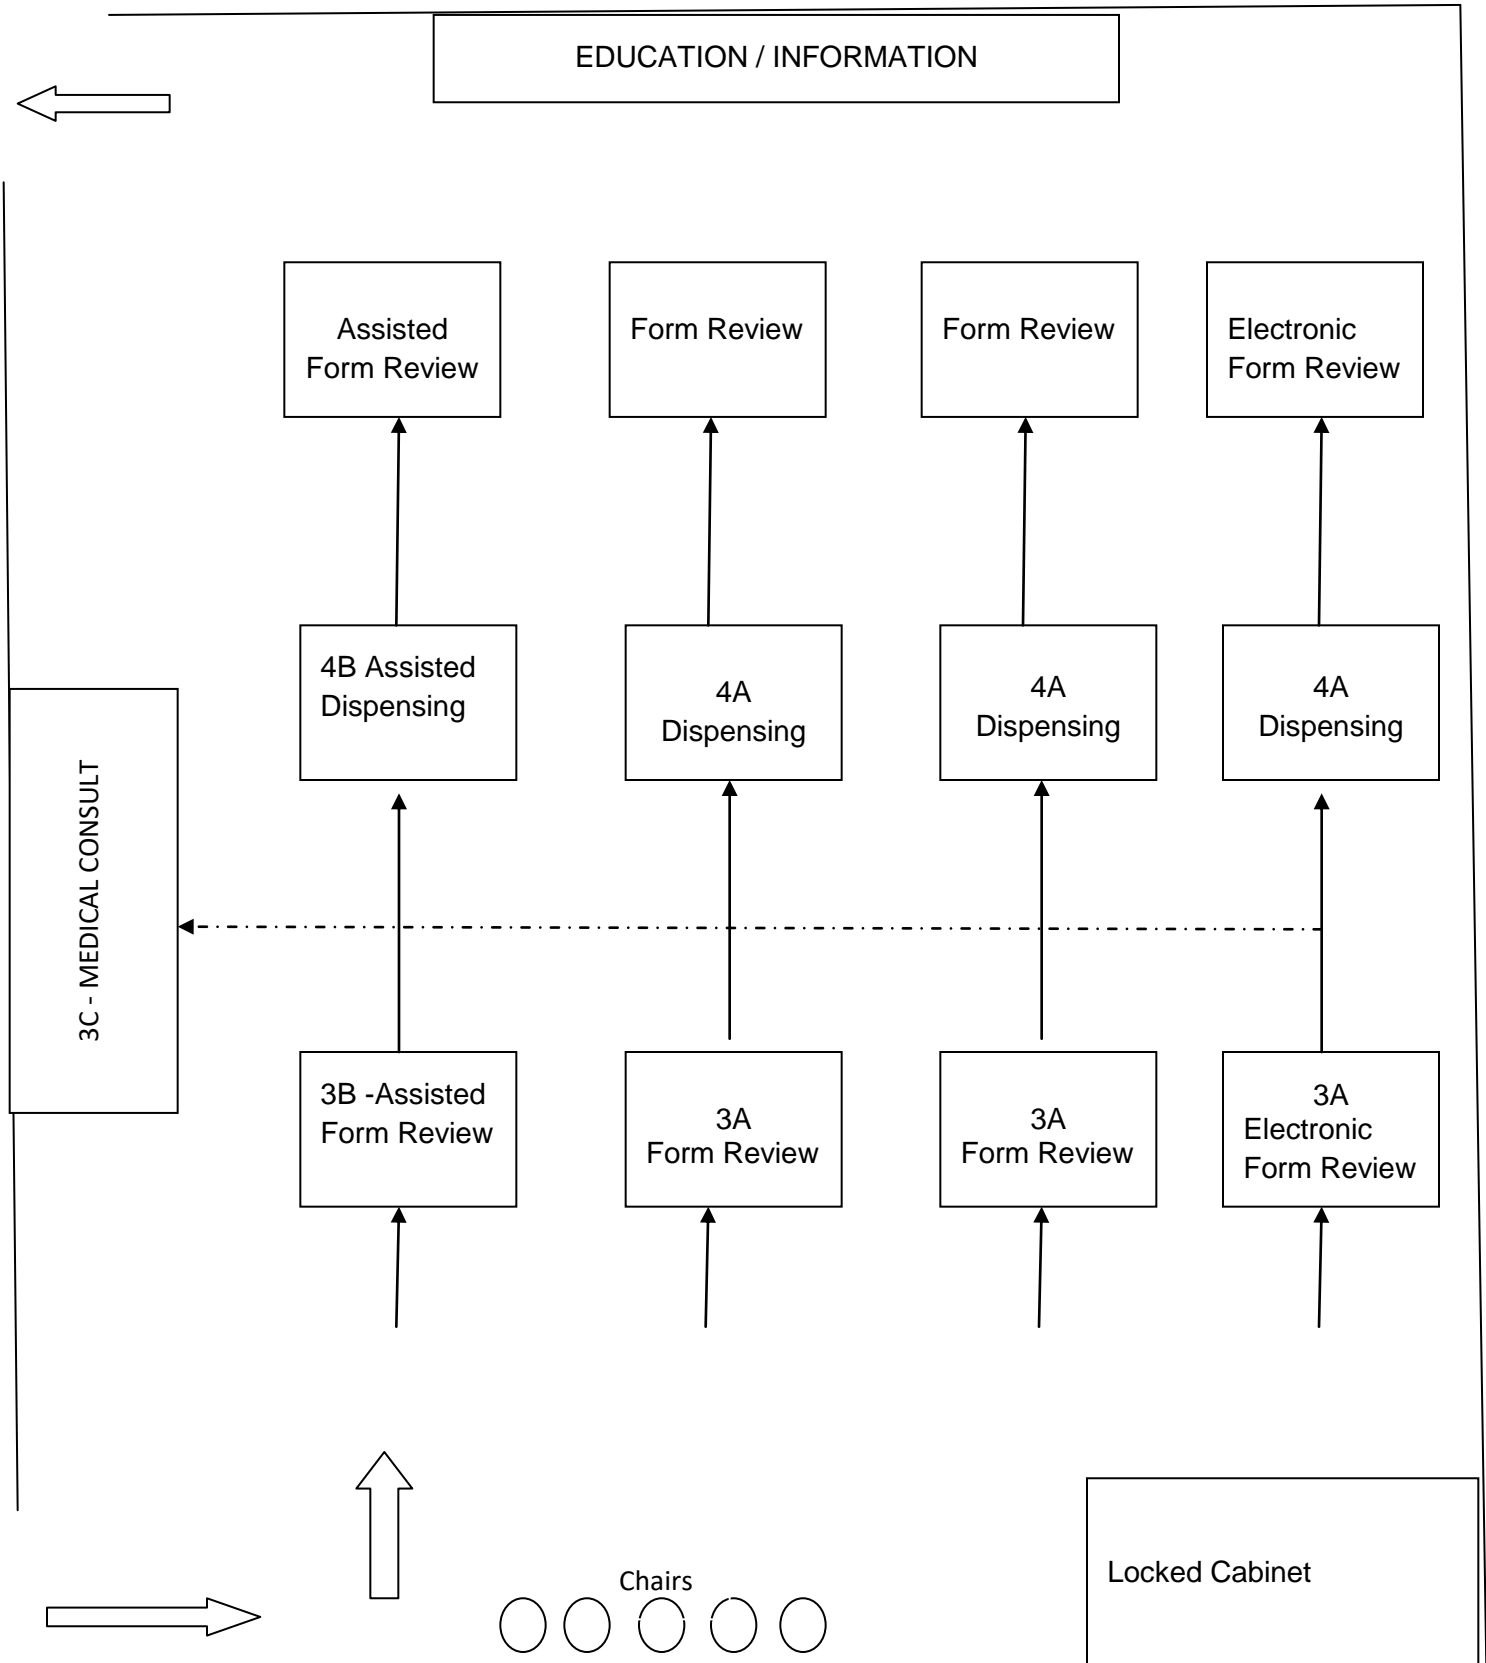 EDUCATION / INFORMATION
Assisted
Form Review
Form Review
Form Review
Electronic
Form Review
4B Assisted
Dispensing
4A
Dispensing
4A
Dispensing
4A
Dispensing
3C - MEDICAL CONSULT
3B -Assisted
Form Review
3A
Form Review
3A
Form Review
3A
Electronic
Form Review
Chairs
Locked Cabinet